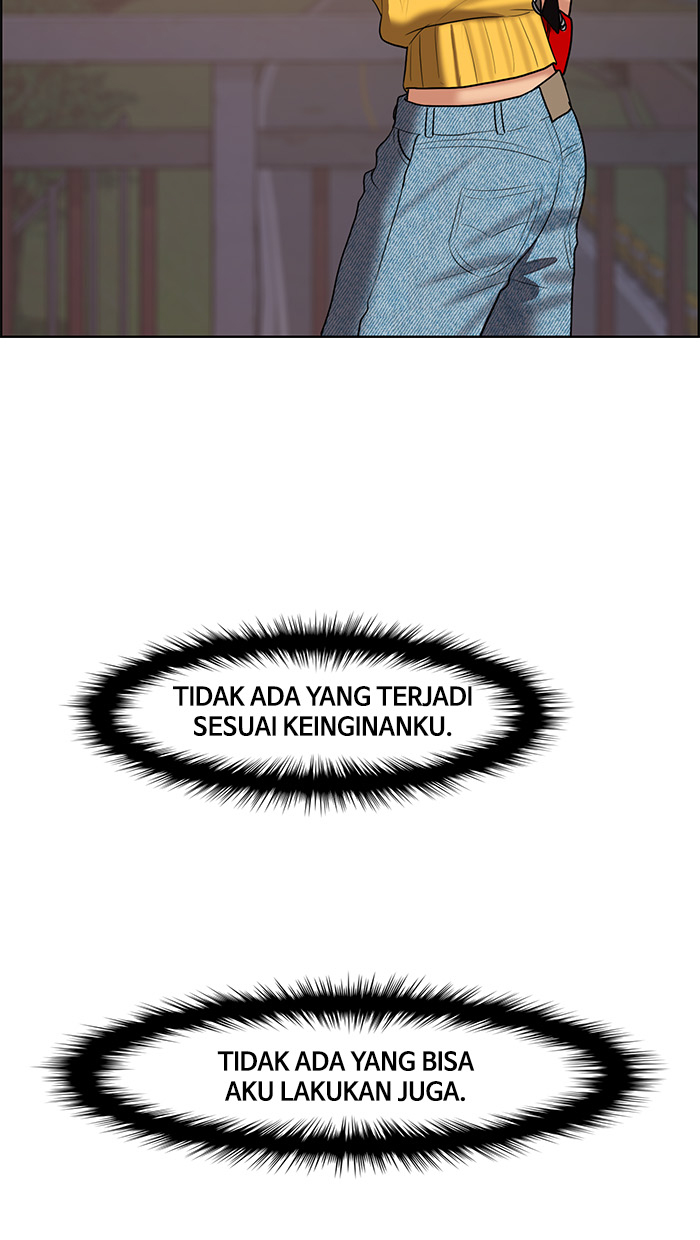 TIDAK ADA YANG TERJADI
SESUAI KEINGINANKU.
TIDAK ADA YANG BISA
AKU LAKUKAN JUGA.